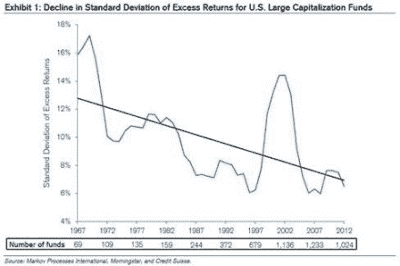 Exhibit 1: Decline in Standard Deviation of Excess Returns for U.S. Large Capitalization Funds
18%
16%
14%
12%
10%
8%
6%
4%
Standard Deviation of Excess Returns
1967 1972 1977 1982 1987 1992 1997 2002 2007 2012
Number of funds 69 109 135 159 244 372 679 1,136 1,233 1,024
Source: Markov Processes International, Morningstar, and Credit Suisse.